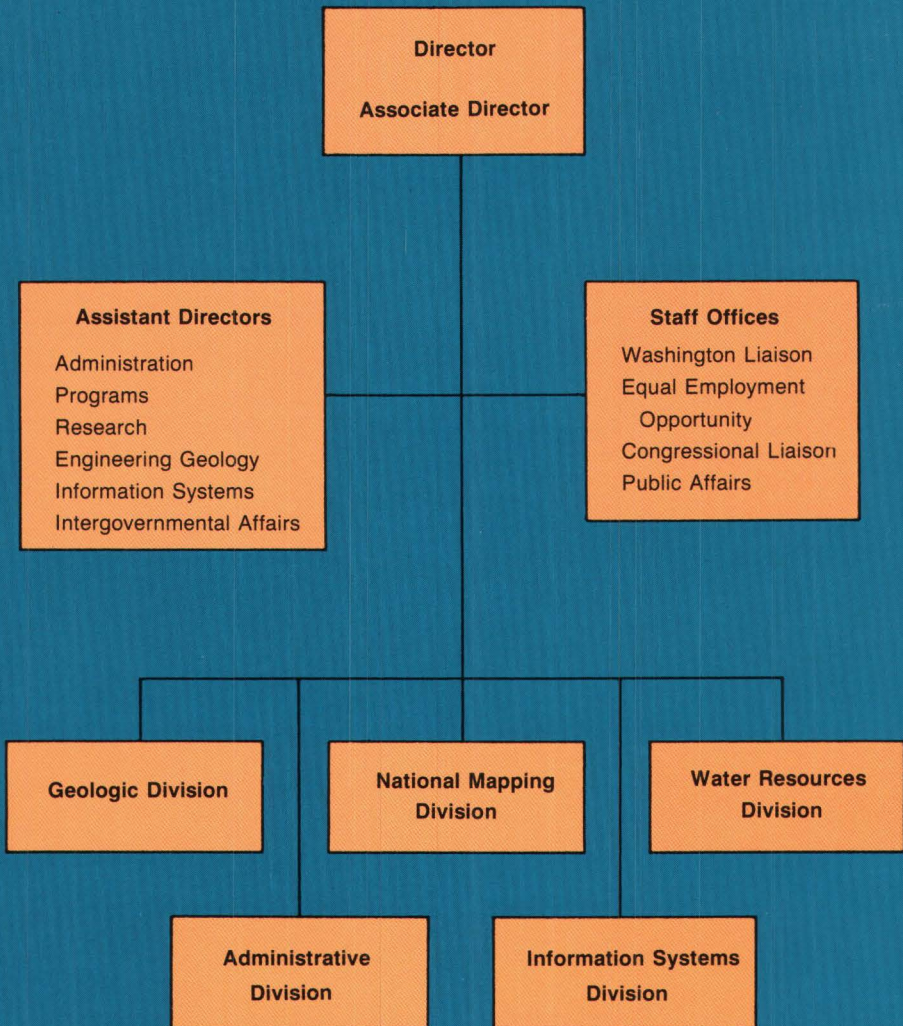 Director
Associate Director
Assistant Directors
Administration
Programs
Research
Engineering Geology
Information Systems
Intergovernmental Affairs
Staff Offices
Washington Liaison
Equal Employment
Opportunity
Congressional Liaison
Public Affairs
Geologic Division
National Mapping
Division
Water Resources
Division
Administrative
Division
Information Systems
Division